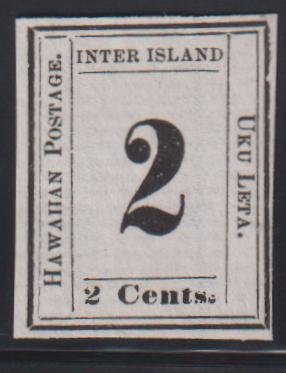 INTER ISLAND
HAWAIIAN POSTAGE.
2
UKU LETA.
2 Cents.